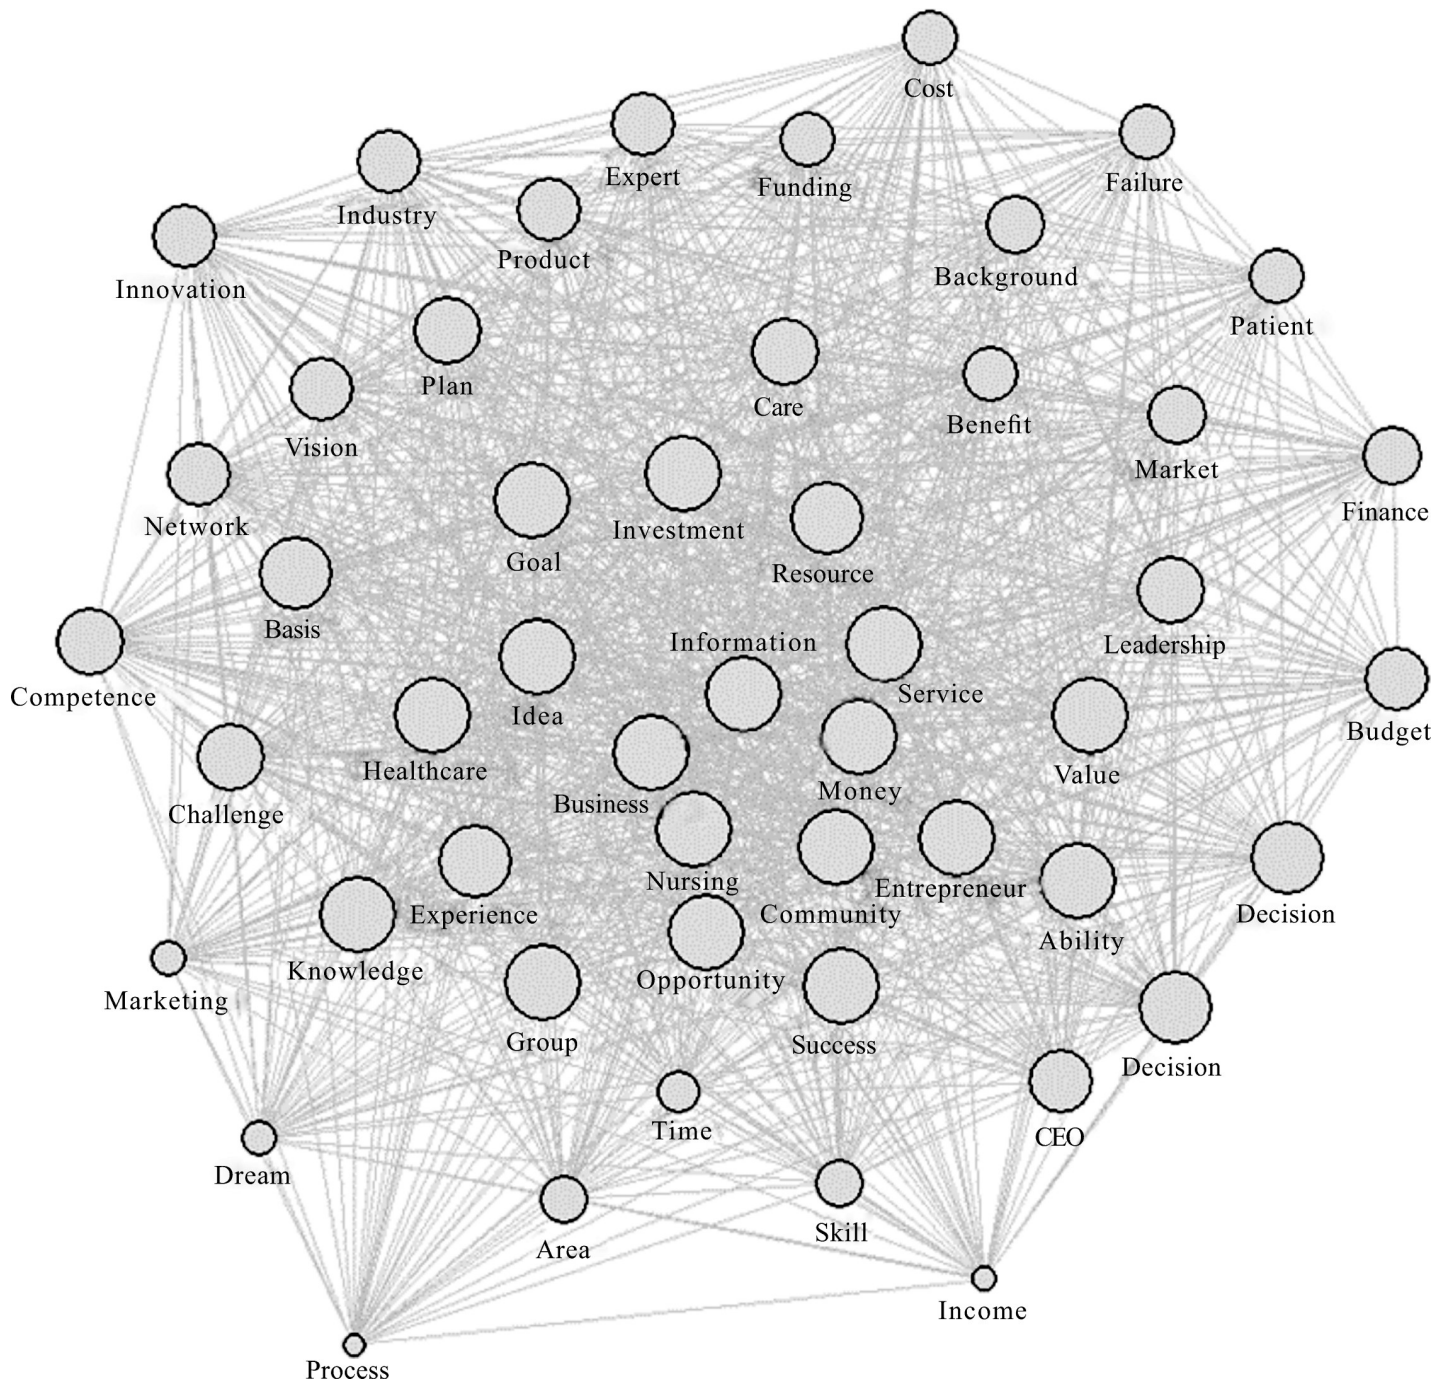 Cost
Expert
Funding
Failure
Industry
Product
Background
Innovation
Patient
Plan
Care
Benefit
Vision
Market
Network
Investment
Finance
Goal
Resource
Basis
Information
Leadership
Competence
Idea
Service
Budget
Healthcare
Value
Challenge
Business
Money
Nursing
Entrepreneur
Experience
Community
Decision
Ability
Knowledge
Opportunity
Marketing
Group
Success
Decision
Time
CEO
Dream
Skill
Area
Income
Process